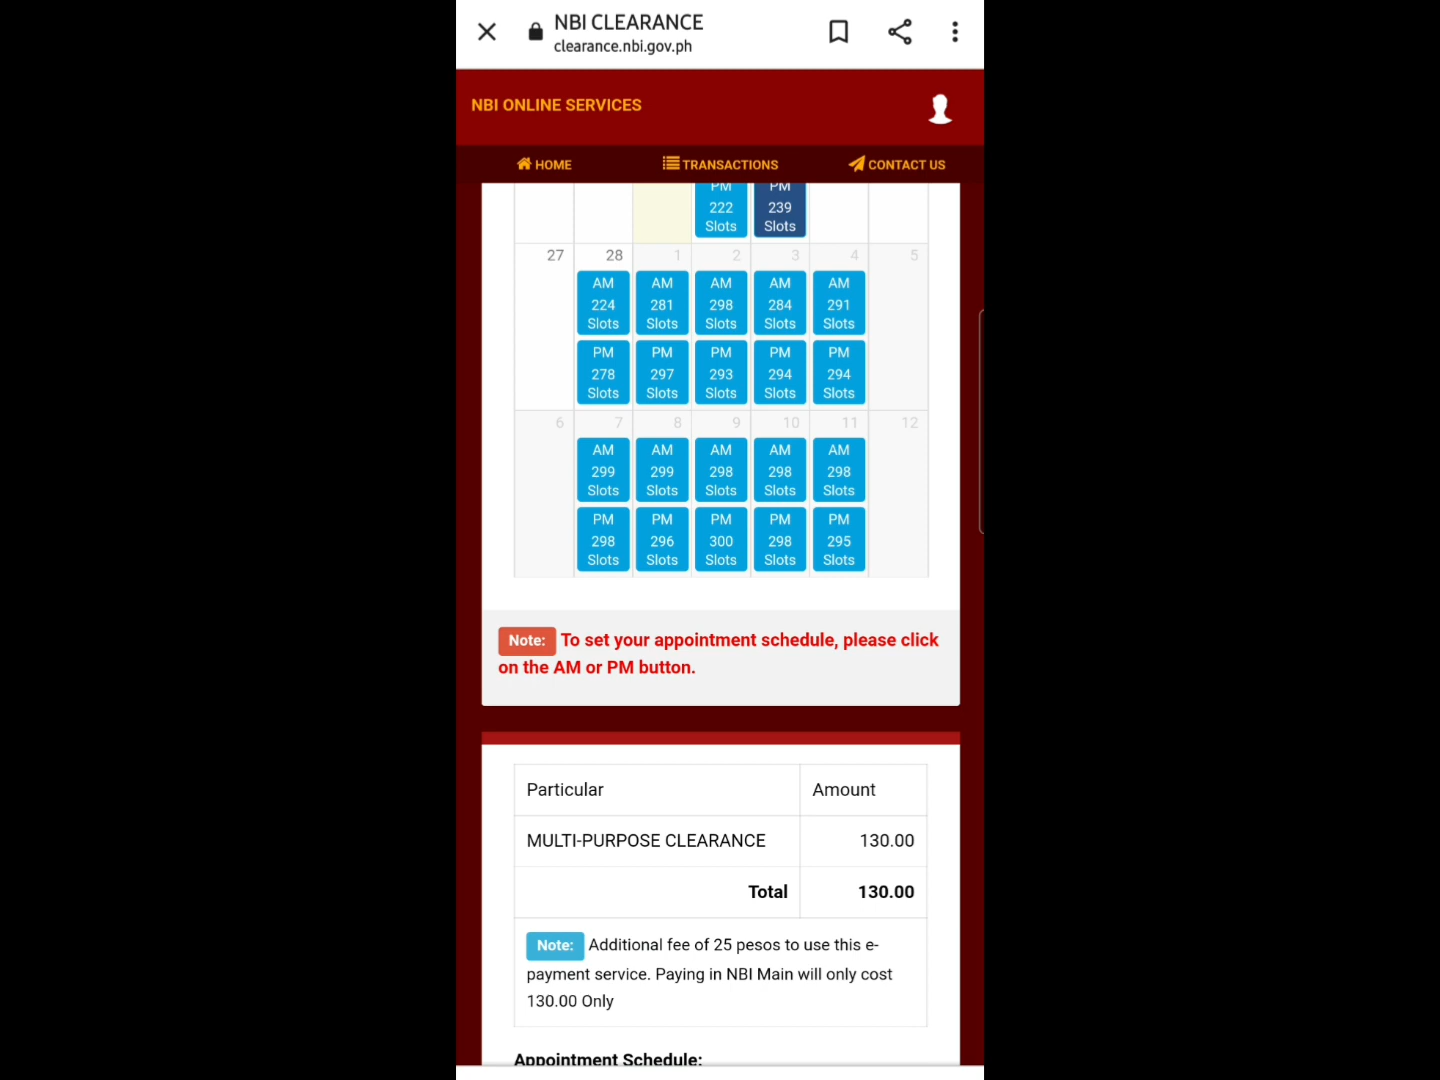 NBI CLEARANCE
clearance.nbi.gov.ph
NBI ONLINE SERVICES
HOME TRANSACTIONS CONTACT US
PM PM
222 239
Slots Slots
27 28 1 2 3 4 5
AM AM AM AM AM
224 281 298 284 291
Slots Slots Slots Slots Slots
PM PM PM PM PM
278 297 293 294 294
Slots Slots Slots Slots Slots
6 7 8 9 10 11 12
AM AM AM AM AM
299 299 298 298 298
Slots Slots Slots Slots Slots
PM PM PM PM PM
298 296 300 298 295
Slots Slots Slots Slots Slots
Note: To set your appointment schedule, please click
on the AM or PM button.
Particular Amount
MULTI-PURPOSE CLEARANCE 130.00
Total 130.00
Note: Additional fee of 25 pesos to use this e-
payment service. Paying in NBI Main will only cost
130.00 Only
Appointment Schedule: